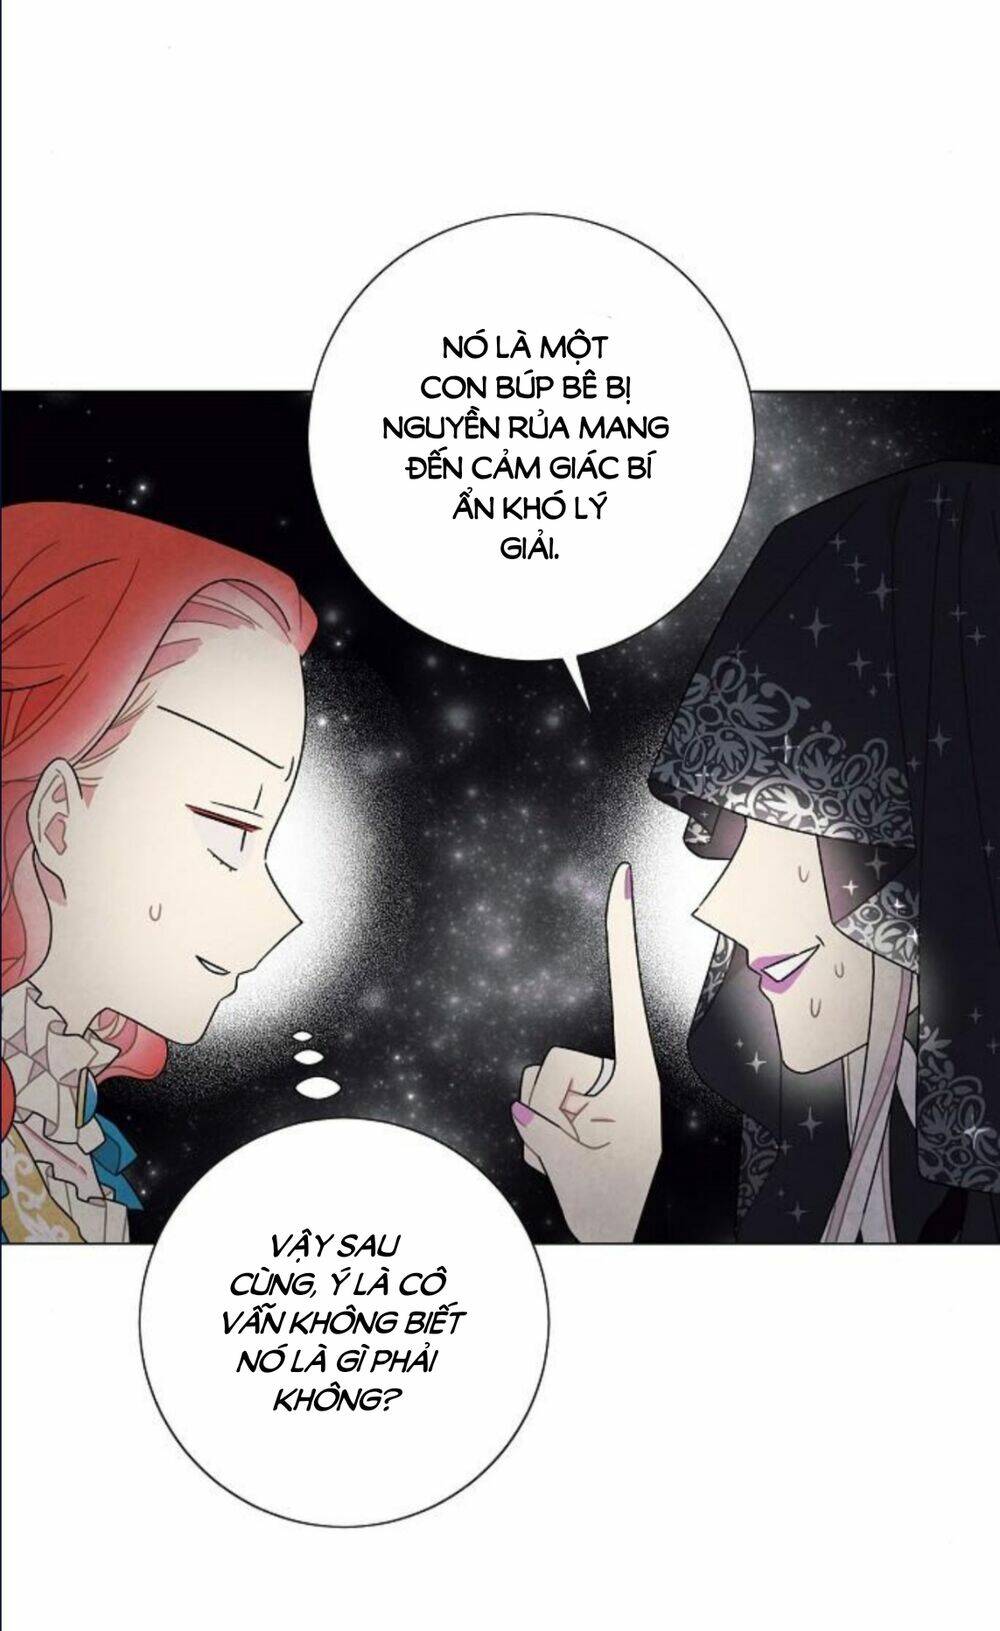 NÓ LÀ MỘT
CON BÚP BÊ BỊ
NGUYỀN RỦA MANG
ĐẾN CẢM GIÁC BÍ
ẨN KHÓ LÝ
GIẢI.
VẬY SAU
CÙNG, Ý LÀ CÔ
VẪN KHÔNG BIẾT
NÓ LÀ GÌ PHẢI
KHÔNG?